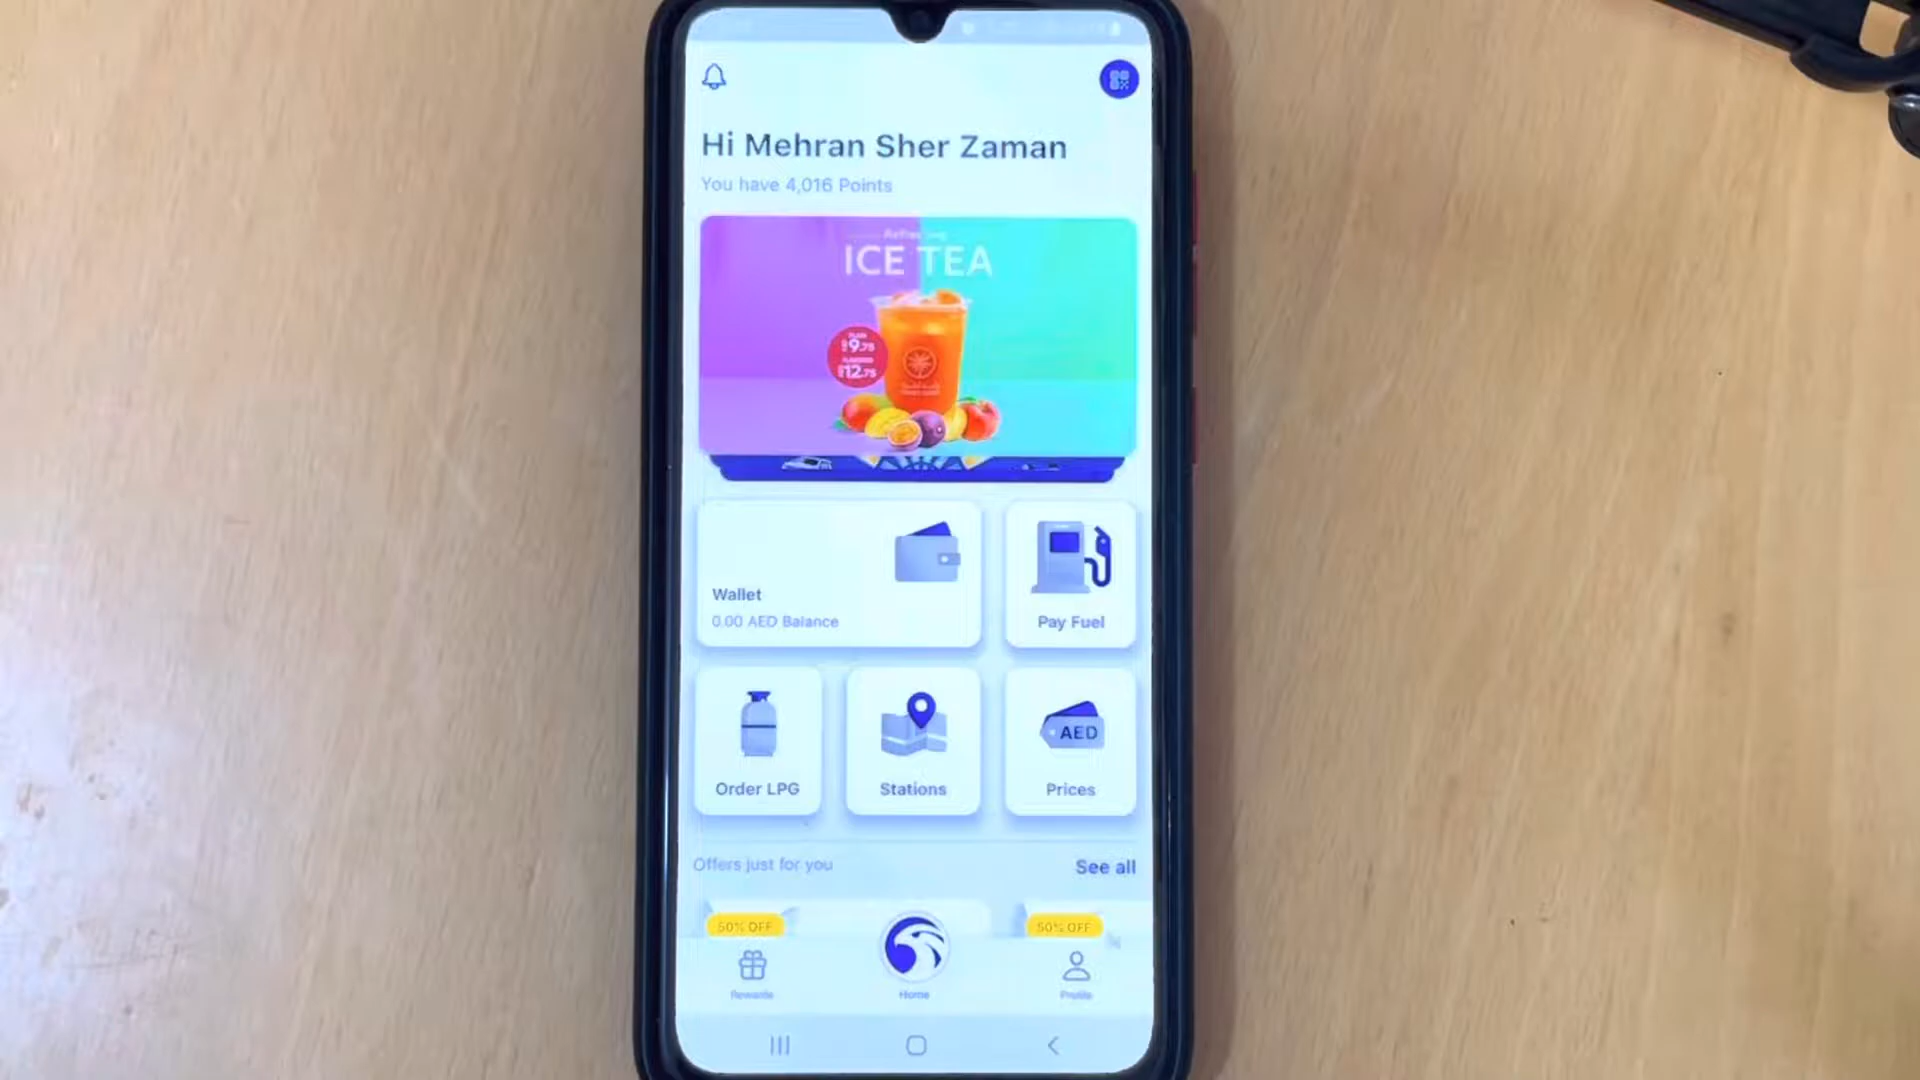 Hi Mehran Sher Zaman
You have 4,016 Points
ICE TEA
9.75
12.75
Wallet
0.00 AED Balance
Pay Fuel
AED
Order LPG
Stations
Prices
Offers just for you
See all
50% OFF
50% OFF
Rewards
Home
Profile